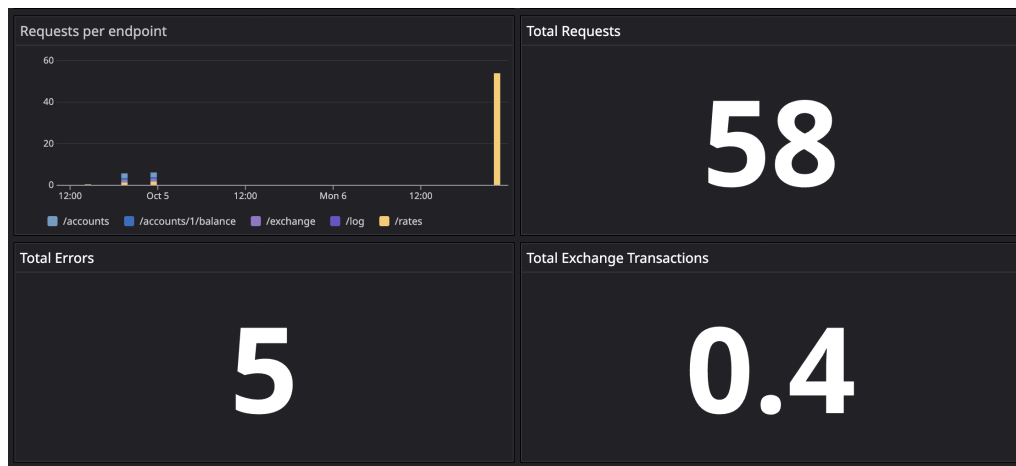 Requests per endpoint
60
40
20
0
12:00 Oct 5 12:00 Mon 6 12:00
/accounts /accounts/1/balance /exchange /log /rates
Total Requests
58
Total Errors
5
Total Exchange Transactions
0.4